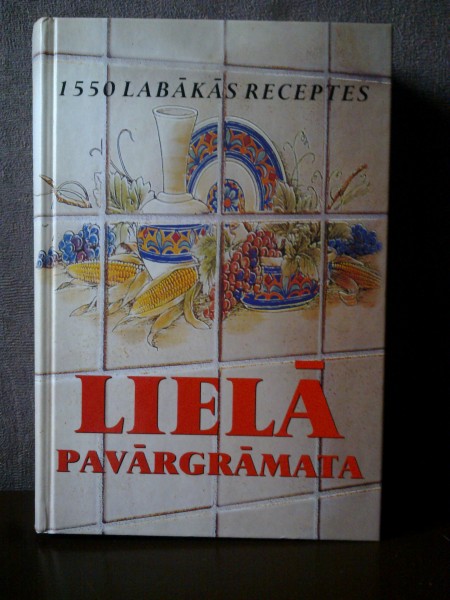 1550 LABĀKĀS RECEPTES
LIELĀ
PAVĀRGRĀMATA